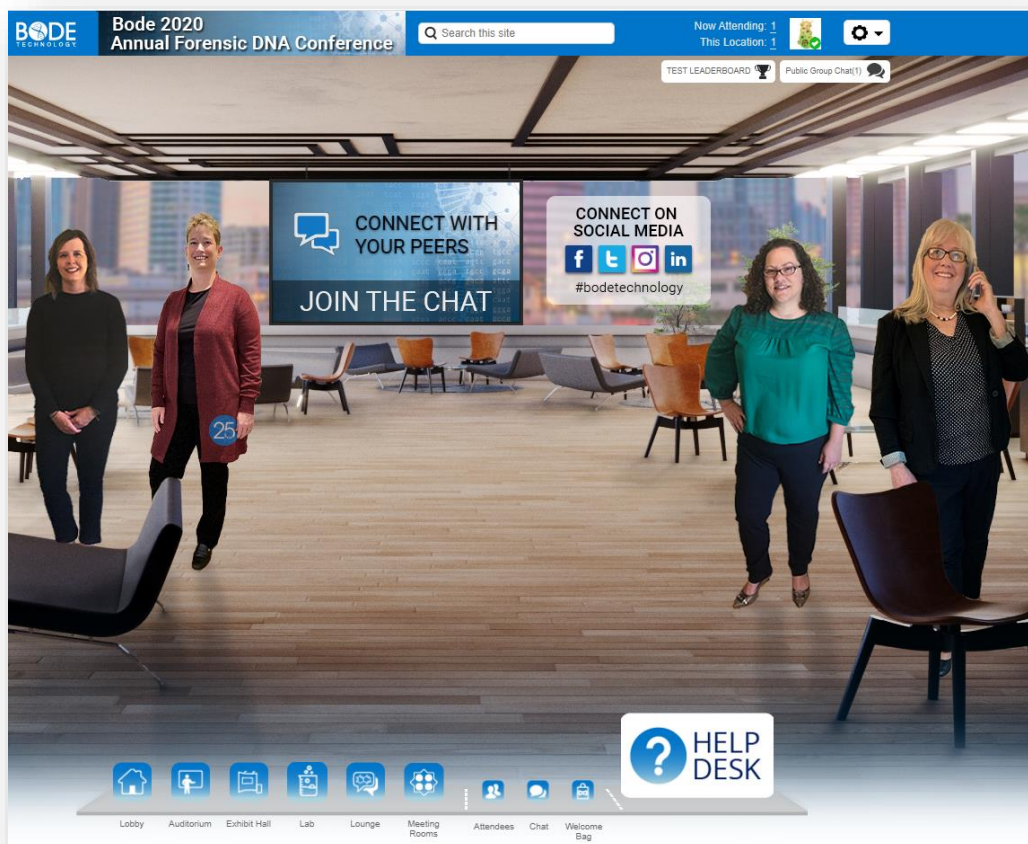 BODE
TECHNOLOGY
Bode 2020
Annual Forensic DNA Conference
Search this site
Now Attending: 1
This Location: 1
TEST LEADERBOARD
Public Group Chat(1)
CONNECT WITH
YOUR PEERS
JOIN THE CHAT
CONNECT ON
SOCIAL MEDIA
#bodetechnology
25
HELP
DESK
Lobby
Auditorium
Exhibit Hall
Lab
Lounge
Meeting
Rooms
Attendees
Chat
Welcome
Bag